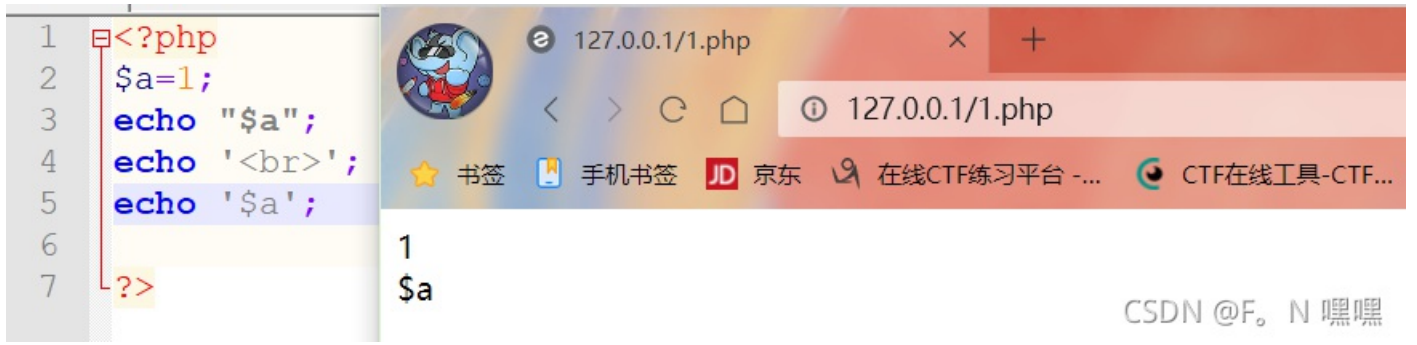 1 <?php
2 $a=1;
3 echo "$a";
4 echo '<br>';
5 echo '$a';
6
7 ?>
127.0.0.1/1.php
127.0.0.1/1.php
书签 手机书签 JD 京东 在线CTF练习平台 -... CTF在线工具-CTF...
1
$a
CSDN @F。N 嘿嘿